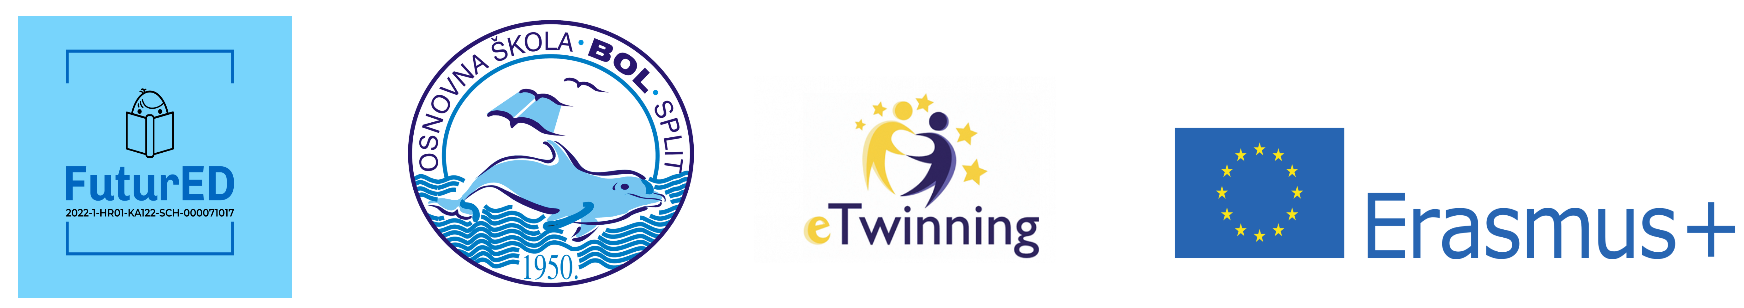 FuturED
2022-1-HR01-KA122-SCH-000071017
OSNOVNA ŠKOLA · BOL · SPLIT
1950.
eTwinning
Erasmus+